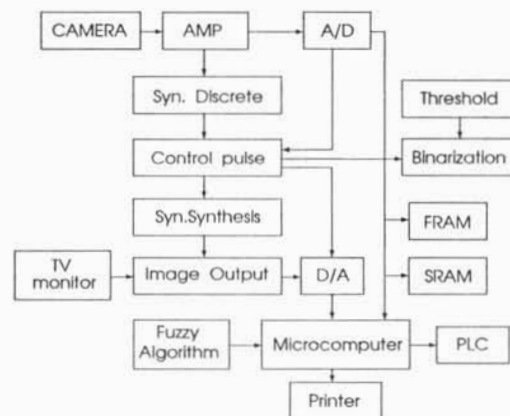 CAMERA
AMP
A/D
Syn. Discrete
Threshold
Control pulse
Binarization
Syn.Synthesis
FRAM
TV
monitor
Image Output
D/A
SRAM
Fuzzy
Algorithm
Microcomputer
PLC
Printer